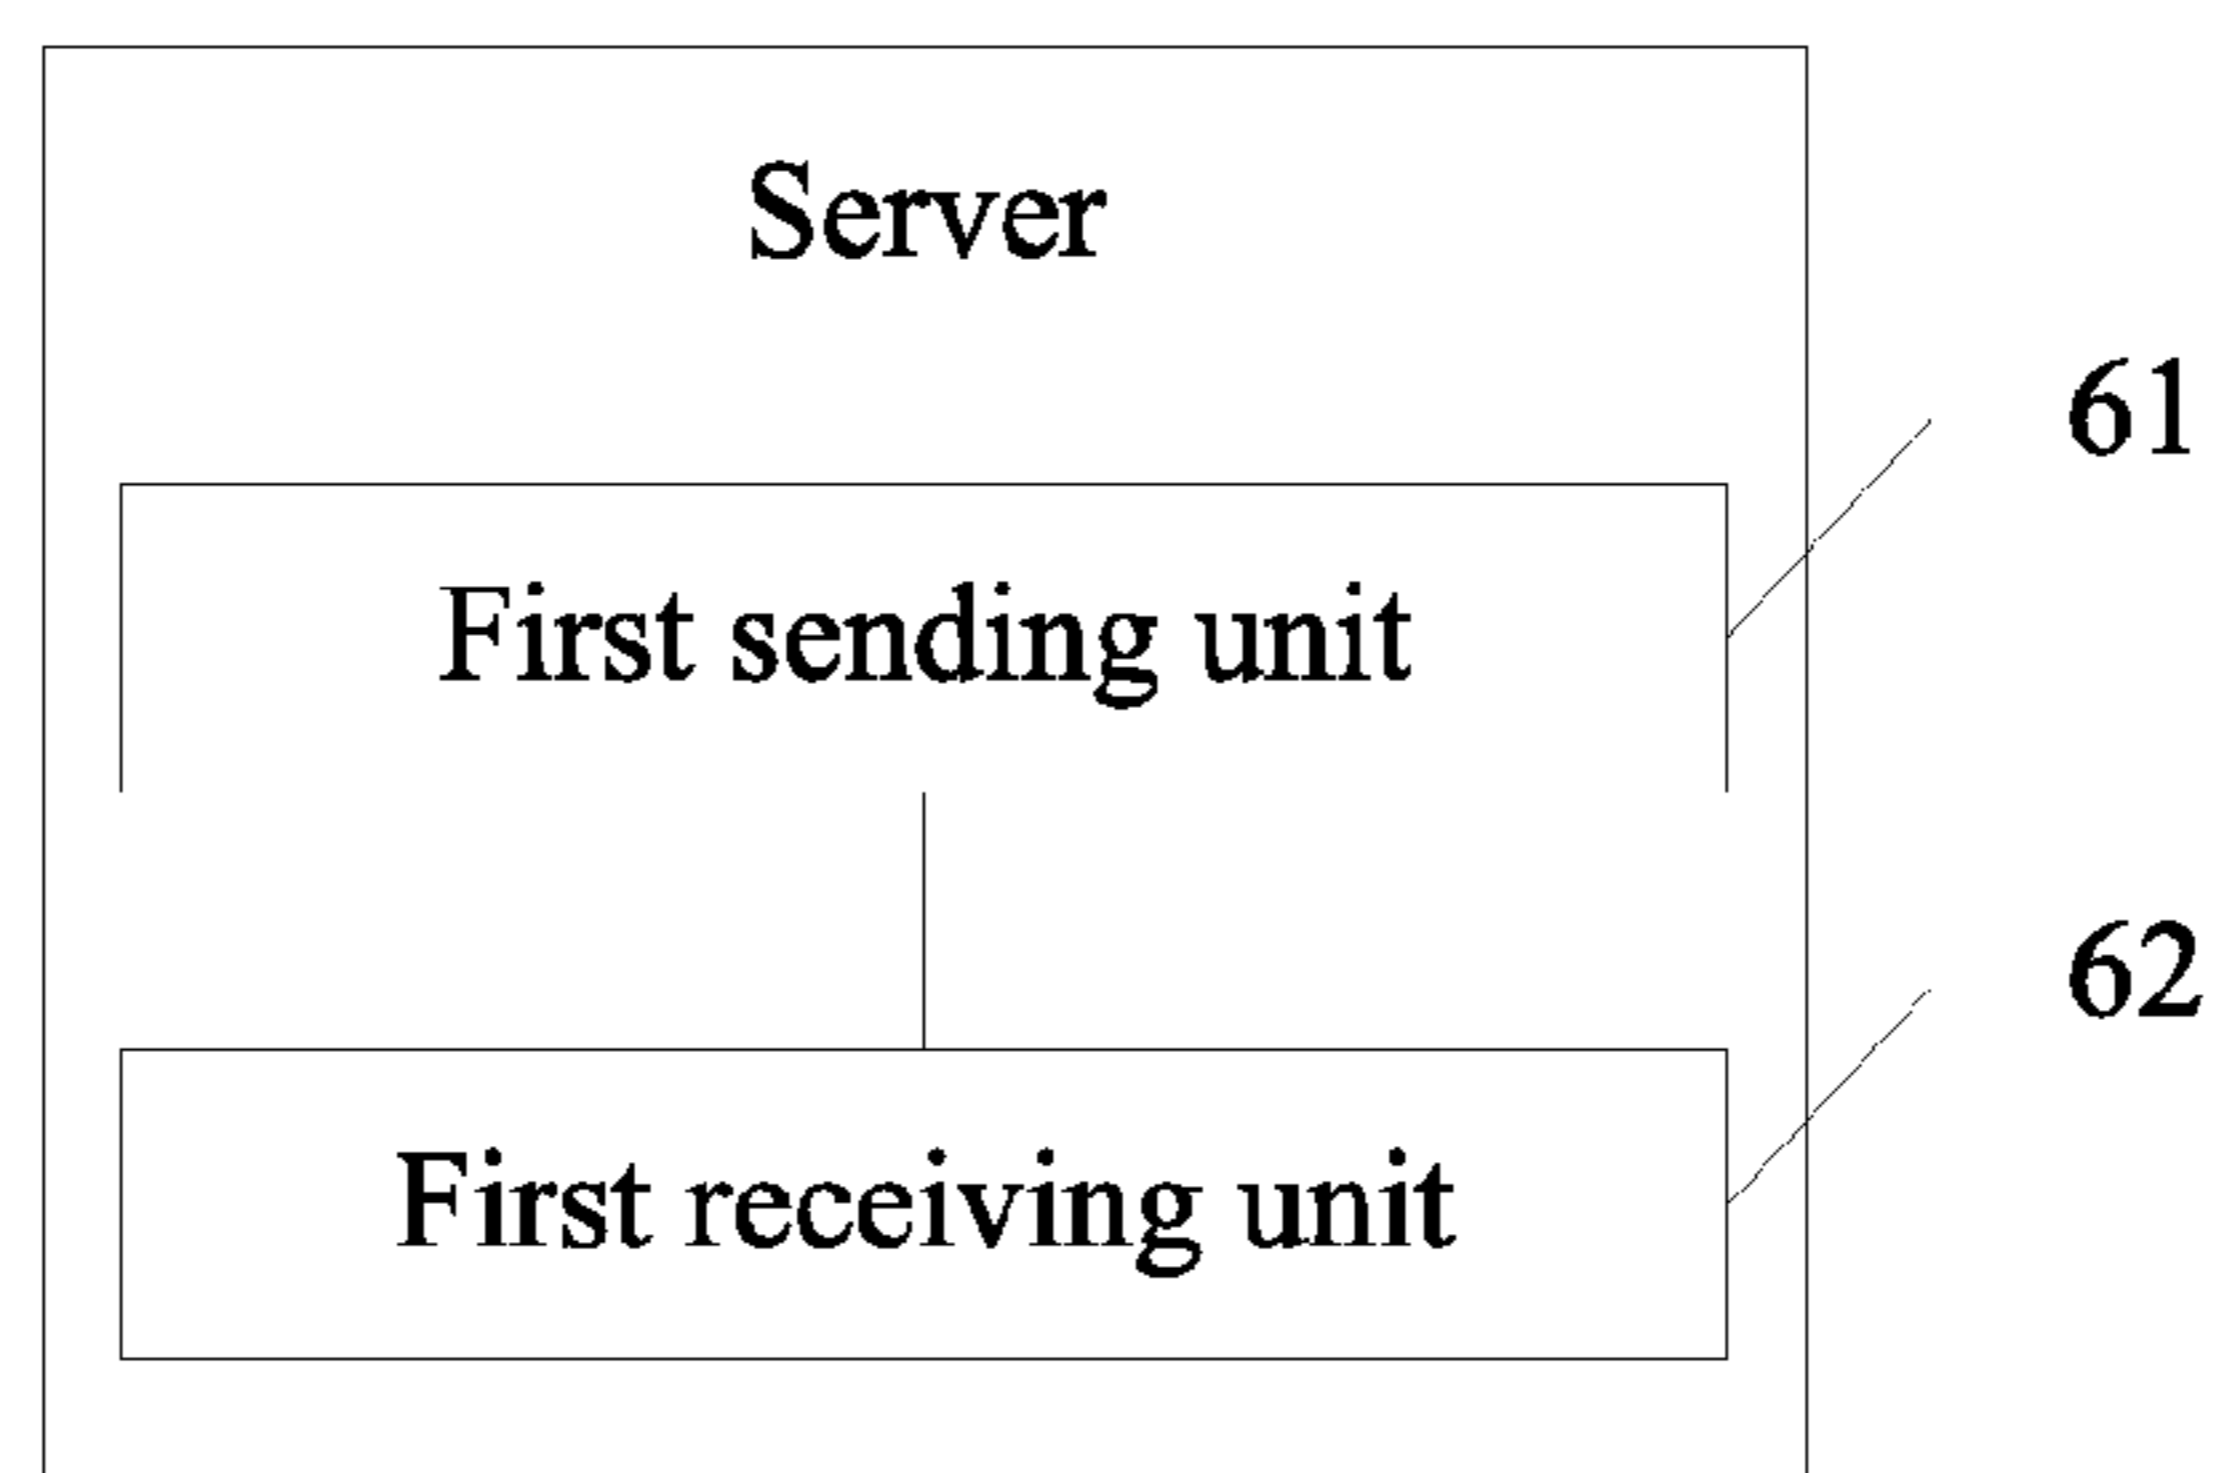 Server
61
First sending unit
62
First receiving unit